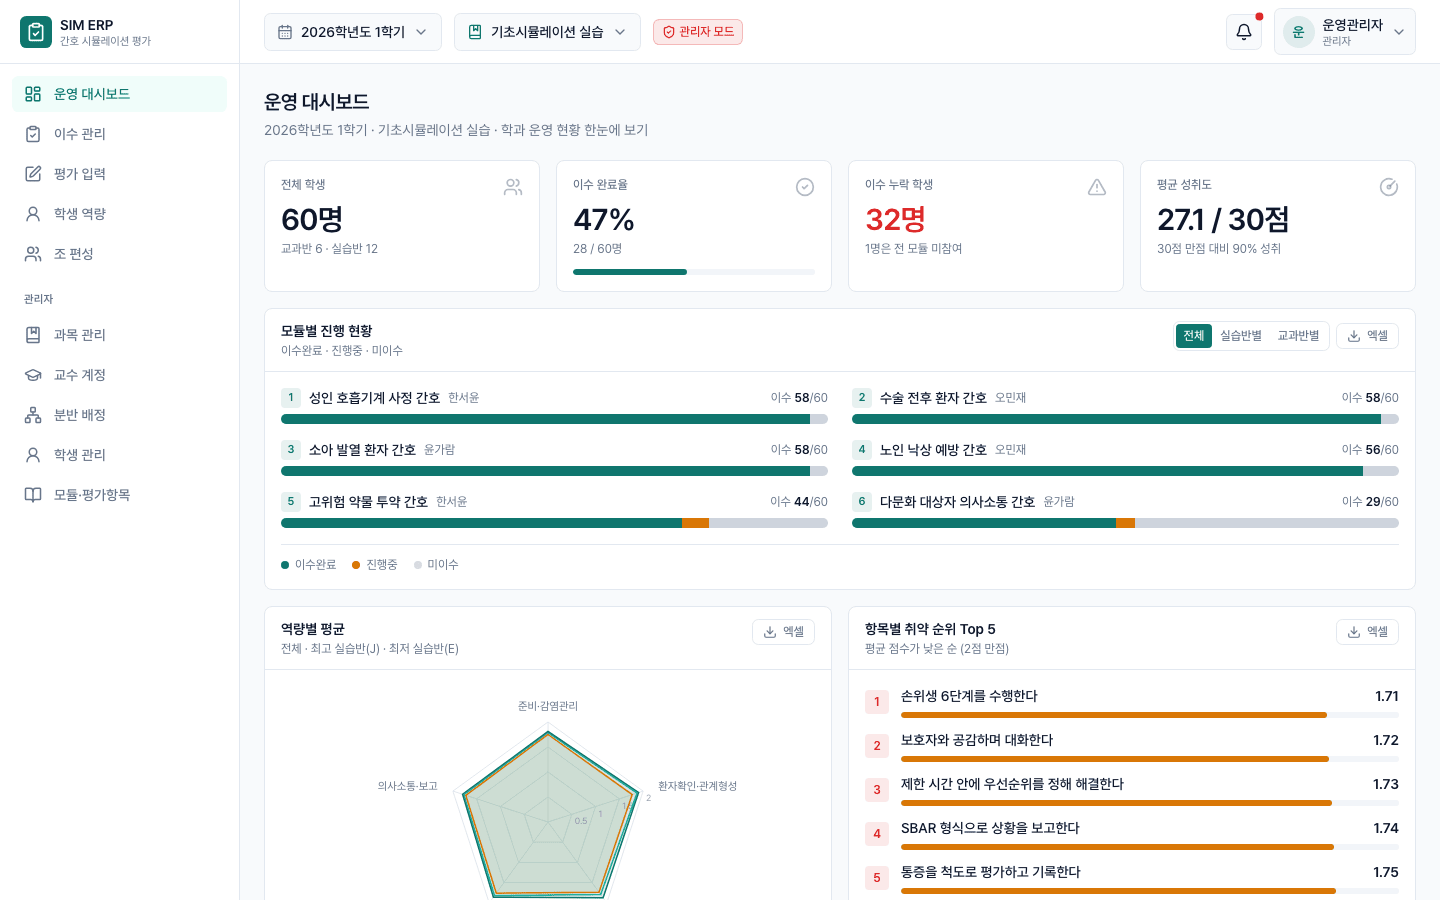 SIM ERP
간호 시뮬레이션 평가
2026학년도 1학기
기초시뮬레이션 실습
관리자 모드
운
운영관리자
관리자
운영 대시보드
이수 관리
평가 입력
학생 역량
조 편성
관리자
과목 관리
교수 계정
분반 배정
학생 관리
모듈·평가항목
운영 대시보드
2026학년도 1학기 · 기초시뮬레이션 실습 · 학과 운영 현황 한눈에 보기
전체 학생
60명
교과반 6 · 실습반 12
이수 완료율
47%
28 / 60명
이수 누락 학생
32명
1명은 전 모듈 미참여
평균 성취도
27.1 / 30점
30점 만점 대비 90% 성취
모듈별 진행 현황
이수완료 · 진행중 · 미이수
전체 실습반별 교과반별
엑셀
1 성인 호흡기계 사정 간호 한서윤 이수 58/60
2 수술 전후 환자 간호 오민재 이수 58/60
3 소아 발열 환자 간호 윤가람 이수 58/60
4 노인 낙상 예방 간호 오민재 이수 56/60
5 고위험 약물 투약 간호 한서윤 이수 44/60
6 다문화 대상자 의사소통 간호 윤가람 이수 29/60
이수완료 진행중 미이수
역량별 평균
전체 · 최고 실습반(J) · 최저 실습반(E)
엑셀
준비·감염관리
의사소통·보고
환자확인·관계형성
0.5
1
2
항목별 취약 순위 Top 5
평균 점수가 낮은 순 (2점 만점)
엑셀
1 손위생 6단계를 수행한다 1.71
2 보호자와 공감하며 대화한다 1.72
3 제한 시간 안에 우선순위를 정해 해결한다 1.73
4 SBAR 형식으로 상황을 보고한다 1.74
5 통증을 척도로 평가하고 기록한다 1.75